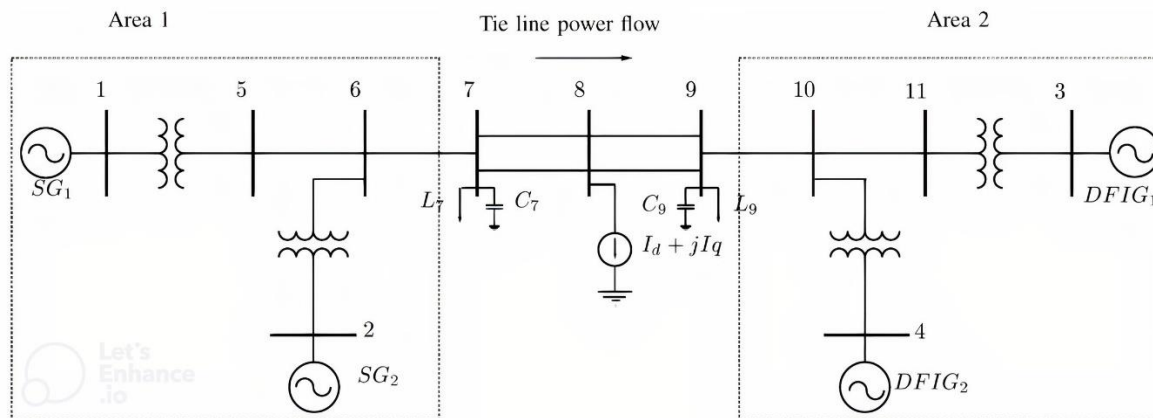 Area 1
Tie line power flow
Area 2
1
5
6
7
8
9
10
11
3
SG₁
L₇
C₇
C₉
L₉
DFIG₁
I_d + jIq
2
4
SG₂
DFIG₂
Let's
Enhance
.io